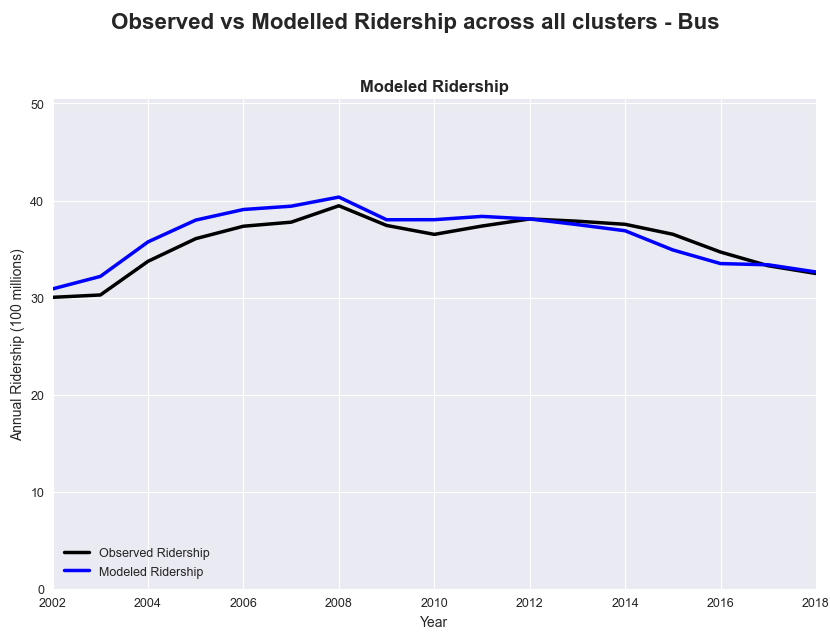 Observed vs Modelled Ridership across all clusters - Bus
Modeled Ridership
50
40
30
20
10
0
Annual Ridership (100 millions)
Observed Ridership
Modeled Ridership
2002 2004 2006 2008 2010 2012 2014 2016 2018
Year